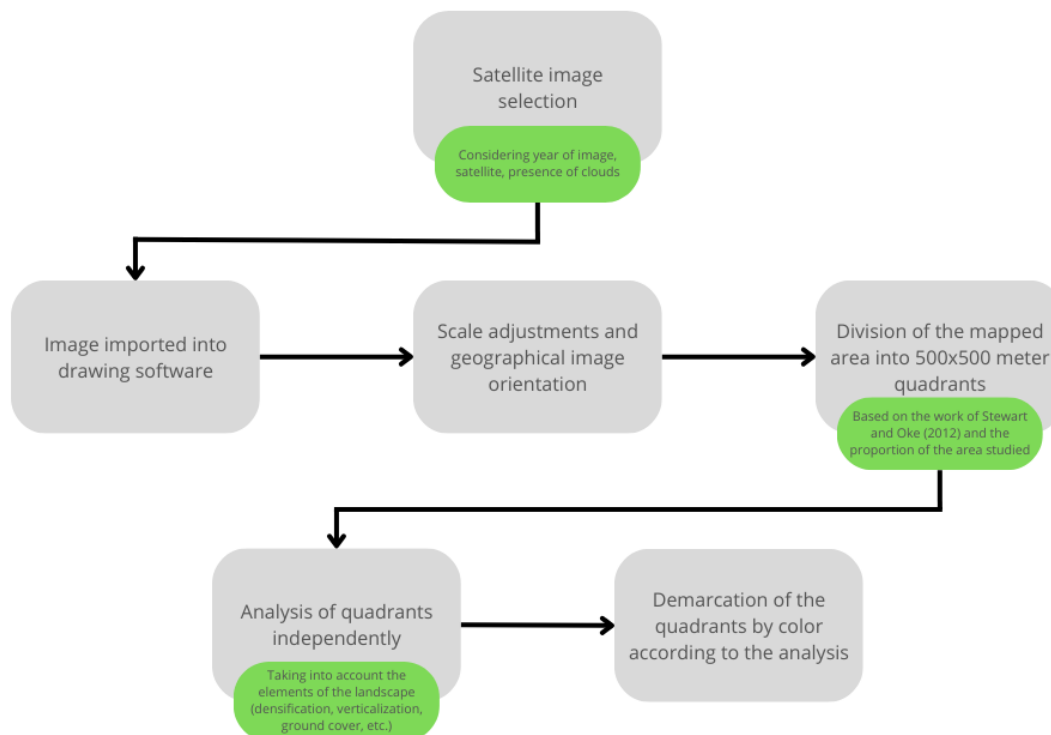 Satellite image
selection
Considering year of image,
satellite, presence of clouds
Image imported into
drawing software
Scale adjustments and
geographical image
orientation
Division of the mapped
area into 500x500 meter
quadrants
Based on the work of Stewart
and Oke (2012) and the
proportion of the area studied
Analysis of quadrants
independently
Taking into account the
elements of the landscape
(densification, verticalization,
ground cover, etc.)
Demarcation of the
quadrants by color
according to the analysis